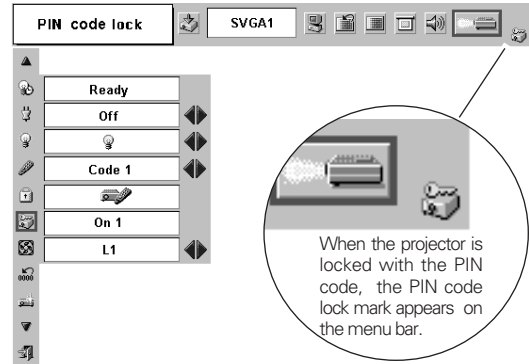 PIN code lock
SVGA1
Ready
Off
Code 1
On 1
L1
0000
When the projector is
locked with the PIN
code, the PIN code
lock mark appears on
the menu bar.